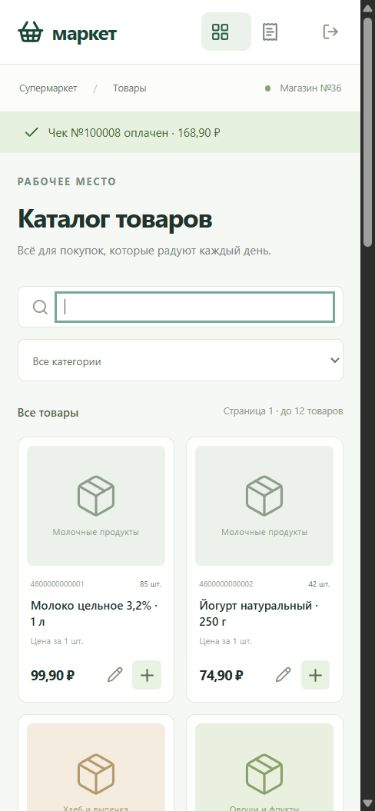 маркет
Супермаркет / Товары
Магазин №36
Чек №100008 оплачен · 168,90 ₽
РАБОЧЕЕ МЕСТО
Каталог товаров
Всё для покупок, которые радуют каждый день.
Все категории
Все товары
Страница 1 · до 12 товаров
Молочные продукты
4600000000001
85 шт.
Молоко цельное 3,2% ·
1 л
Цена за 1 шт.
99,90 ₽
Молочные продукты
4600000000002
42 шт.
Йогурт натуральный ·
250 г
Цена за 1 шт.
74,90 ₽
Хлеб и выпечка
Овощи и фрукты